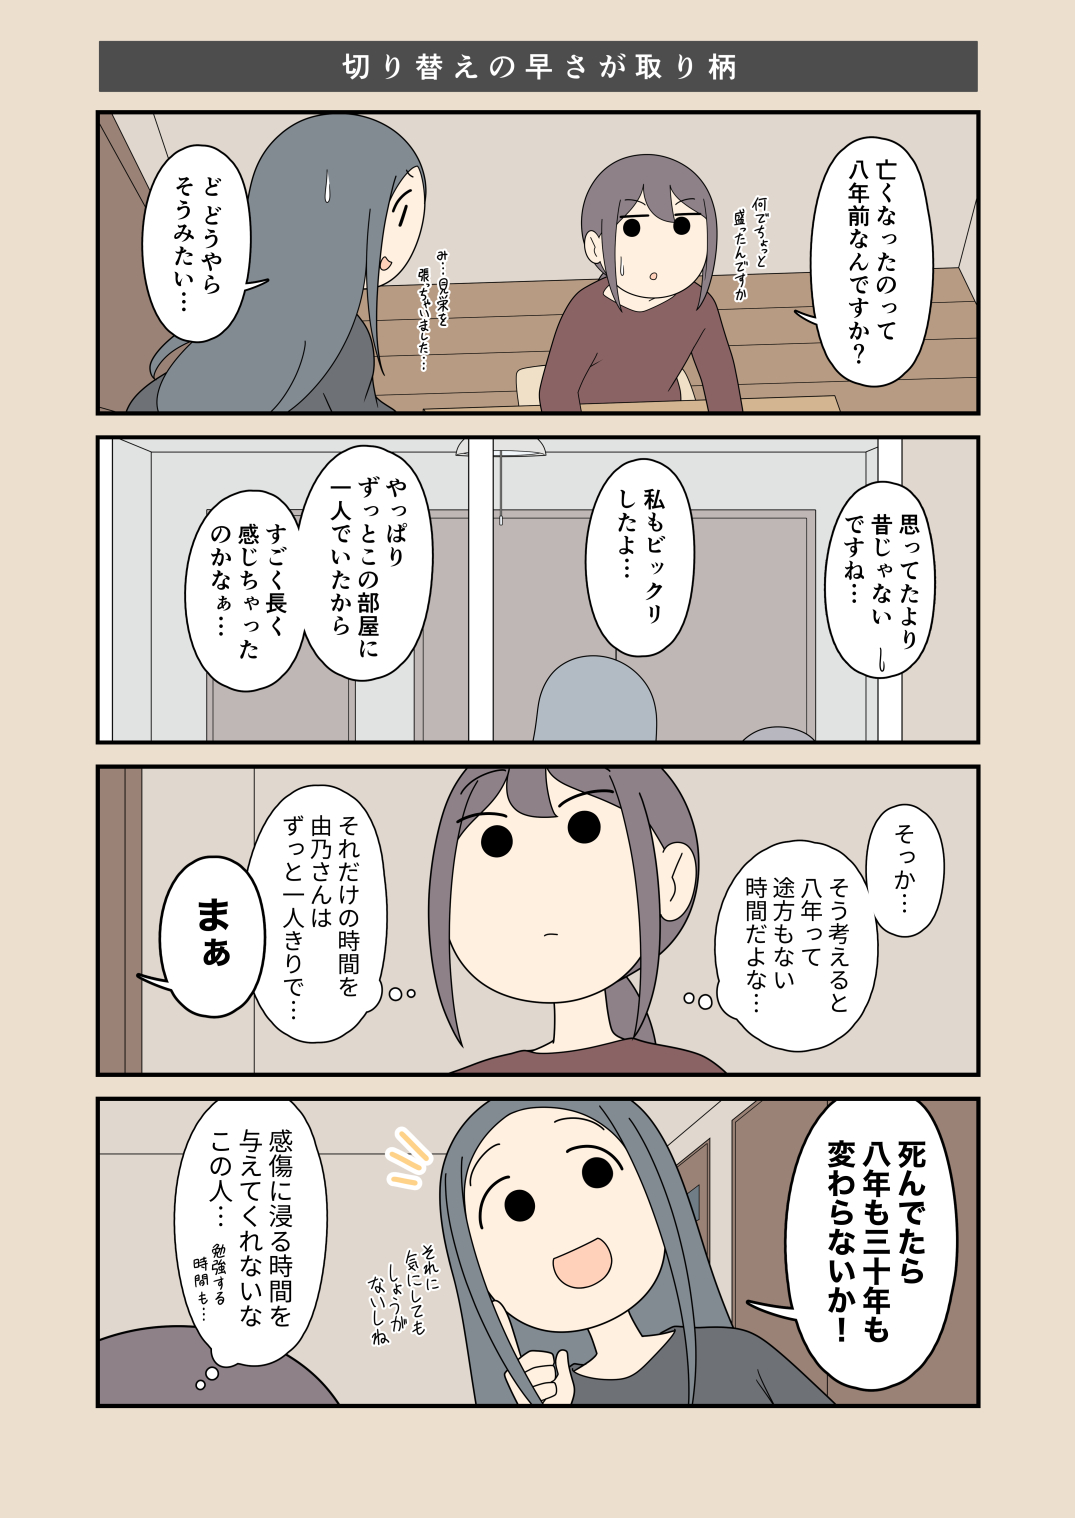 切り替えの早さが取り柄
亡くなったのって
八年前なんですか?
何でちょっと
盛ったんですか
み…見栄を
張っちゃいました…
ど どうやら
そうみたい…
思ってたより
昔じゃない
ですね…
私もビックリ
したよ…
やっぱり
ずっとこの部屋に
一人でいたから
すごく長く
感じちゃった
のかなぁ…
そっか…
そう考えると
八年って
途方もない
時間だよな…
それだけの時間を
由乃さんは
ずっと一人きりで…
まぁ
死んでたら
八年も三十年も
変わらないか!
それに
気にしても
しょうが
ないしね
感傷に浸る時間を
与えてくれないな
この人…
勉強する
時間も…